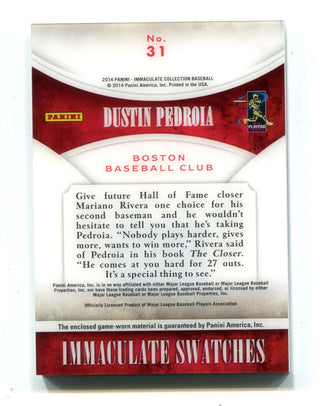 No.
31
2014 PANINI - IMMACULATE COLLECTION BASEBALL
© 2014 Panini America, Inc. Printed in the USA.
PANINI
DUSTIN PEDROIA
PLAYERS
BOSTON
BASEBALL CLUB
Give future Hall of Fame closer
Mariano Rivera one choice for his
second baseman and he wouldn't
hesitate to tell you that he's taking
Pedroia. “Nobody plays harder, gives
more, wants to win more,” Rivera said
of Pedroia in his book The Closer.
“He comes at you hard for 27 outs.
It's a special thing to see.”
Panini America, Inc. is in no way affiliated with either Major League Baseball or Major League Baseball
Properties, Inc., nor have these trading cards been prepared, approved, endorsed, or licensed by either
Major League Baseball or Major League Baseball Properties, Inc.
Officially Licensed Product of Major League Baseball Players Association
The enclosed game-worn material is guaranteed by Panini America, Inc.
IMMACULATE SWATCHES